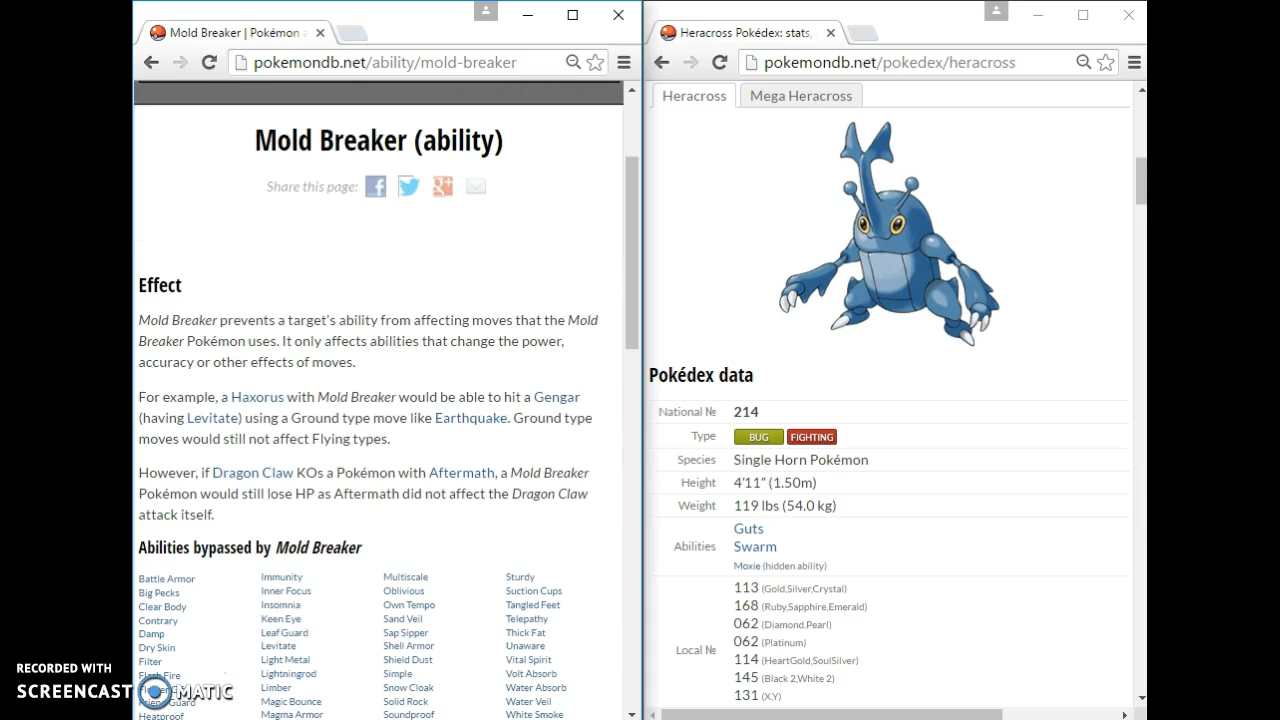 Mold Breaker | Pokémon
pokemondb.net/ability/mold-breaker
Mold Breaker (ability)
Share this page:
Effect
Mold Breaker prevents a target's ability from affecting moves that the Mold
Breaker Pokémon uses. It only affects abilities that change the power,
accuracy or other effects of moves.
For example, a Haxorus with Mold Breaker would be able to hit a Gengar
(having Levitate) using a Ground type move like Earthquake. Ground type
moves would still not affect Flying types.
However, if Dragon Claw KOs a Pokémon with Aftermath, a Mold Breaker
Pokémon would still lose HP as Aftermath did not affect the Dragon Claw
attack itself.
Abilities bypassed by Mold Breaker
Battle Armor
Big Pecks
Clear Body
Contrary
Damp
Dry Skin
Filter
Flash Fire
Friend Guard
Heatproof
Immunity
Inner Focus
Insomnia
Keen Eye
Leaf Guard
Levitate
Light Metal
Lightningrod
Limber
Magic Bounce
Magma Armor
Multiscale
Oblivious
Own Tempo
Sand Veil
Sap Sipper
Shell Armor
Shield Dust
Simple
Snow Cloak
Solid Rock
Soundproof
Sturdy
Suction Cups
Tangled Feet
Telepathy
Thick Fat
Unaware
Vital Spirit
Volt Absorb
Water Absorb
Water Veil
White Smoke
Heracross Pokédex: stats,
pokemondb.net/pokedex/heracross
Heracross
Mega Heracross
Pokédex data
National № 214
Type BUG FIGHTING
Species Single Horn Pokémon
Height 4'11" (1.50m)
Weight 119 lbs (54.0 kg)
Abilities Guts
Swarm
Moxie (hidden ability)
Local № 113 (Gold,Silver,Crystal)
168 (Ruby,Sapphire,Emerald)
062 (Diamond,Pearl)
062 (Platinum)
114 (HeartGold,SoulSilver)
145 (Black 2,White 2)
131 (X,Y)
RECORDED WITH
SCREENCAST MATIC